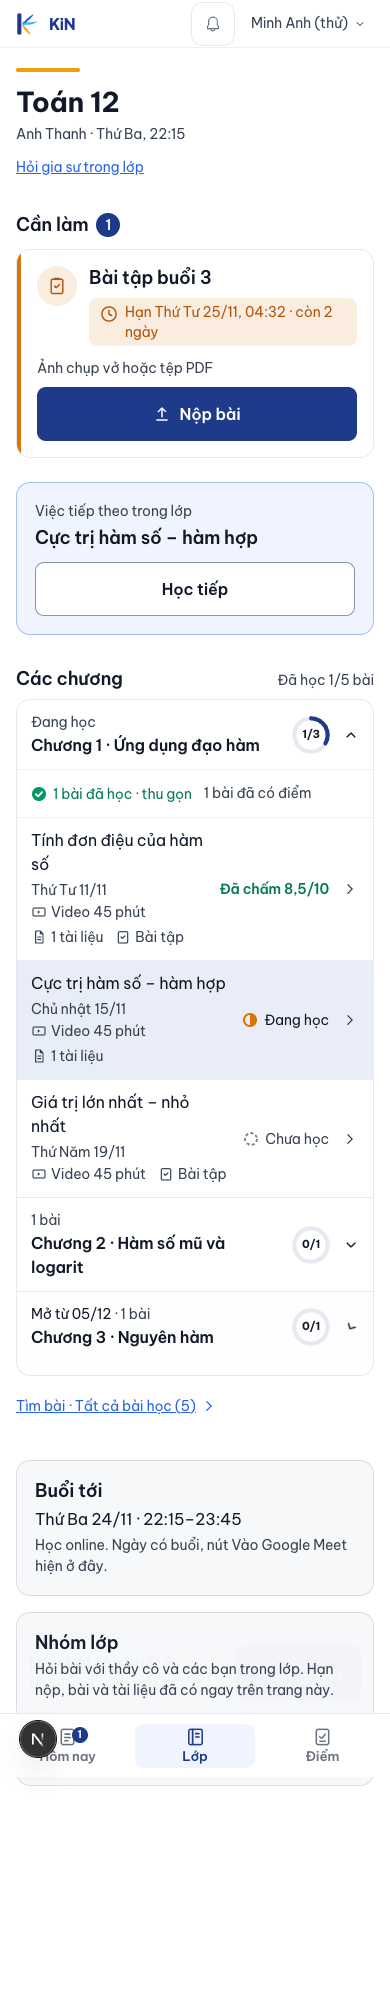 KiN
Minh Anh (thử)
Toán 12
Anh Thanh · Thứ Ba, 22:15
Hỏi gia sư trong lớp
Cần làm 1
Bài tập buổi 3
Hạn Thứ Tư 25/11, 04:32 · còn 2
ngày
Ảnh chụp vở hoặc tệp PDF
Nộp bài
Việc tiếp theo trong lớp
Cực trị hàm số – hàm hợp
Học tiếp
Các chương
Đã học 1/5 bài
Đang học
Chương 1 · Ứng dụng đạo hàm
1/3
1 bài đã học · thu gọn
1 bài đã có điểm
Tính đơn điệu của hàm
số
Thứ Tư 11/11
Video 45 phút
1 tài liệu
Bài tập
Đã chấm 8,5/10
Cực trị hàm số – hàm hợp
Chủ nhật 15/11
Video 45 phút
1 tài liệu
Đang học
Giá trị lớn nhất – nhỏ
nhất
Thứ Năm 19/11
Video 45 phút
Bài tập
Chưa học
1 bài
Chương 2 · Hàm số mũ và
logarit
0/1
Mở từ 05/12 · 1 bài
Chương 3 · Nguyên hàm
0/1
Tìm bài · Tất cả bài học (5)
Buổi tới
Thứ Ba 24/11 · 22:15–23:45
Học online. Ngày có buổi, nút Vào Google Meet
hiện ở đây.
Nhóm lớp
Hỏi bài với thầy cô và các bạn trong lớp. Hạn
nộp, bài và tài liệu đã có ngay trên trang này.
1
N
Hôm nay
Lớp
Điểm